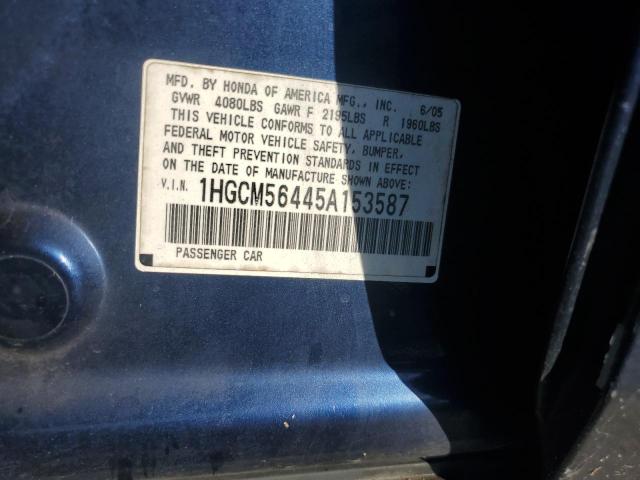 MFD. BY HONDA OF AMERICA MFG., INC. 6/05
GVWR 4080LBS GAWR F 2195LBS R 1960LBS
THIS VEHICLE CONFORMS TO ALL APPLICABLE
FEDERAL MOTOR VEHICLE SAFETY, BUMPER,
AND THEFT PREVENTION STANDARDS IN EFFECT
ON THE DATE OF MANUFACTURE SHOWN ABOVE:
V.I.N. 1HGCM56445A153587
PASSENGER CAR